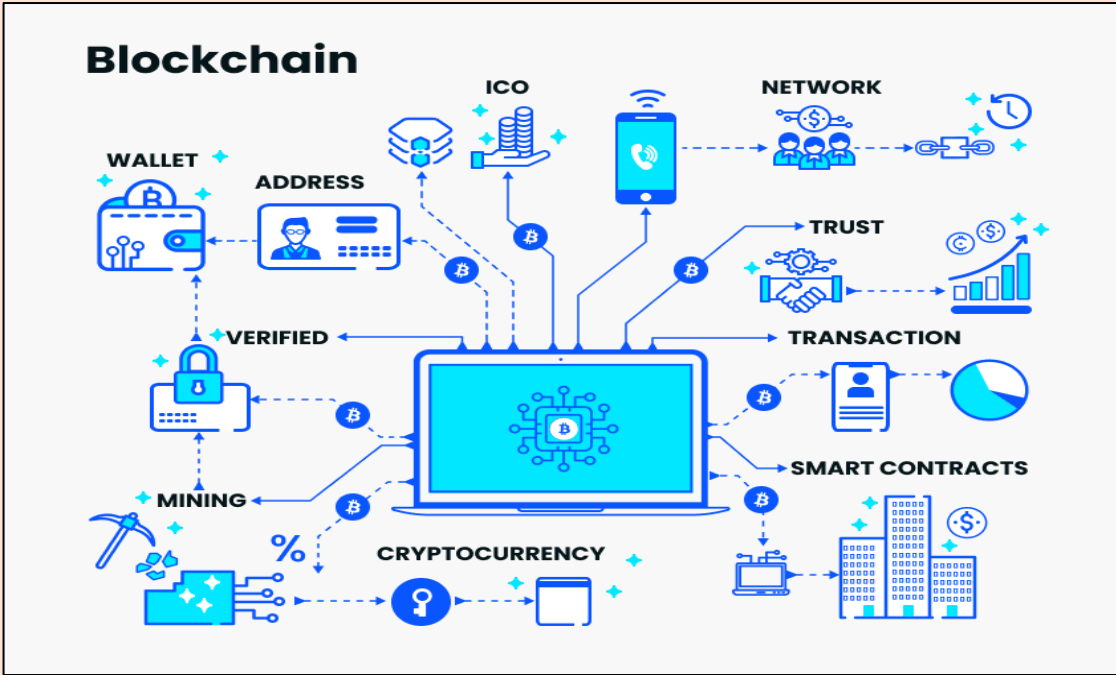 Blockchain
ICO
NETWORK
WALLET
ADDRESS
TRUST
VERIFIED
TRANSACTION
SMART CONTRACTS
MINING
%
CRYPTOCURRENCY